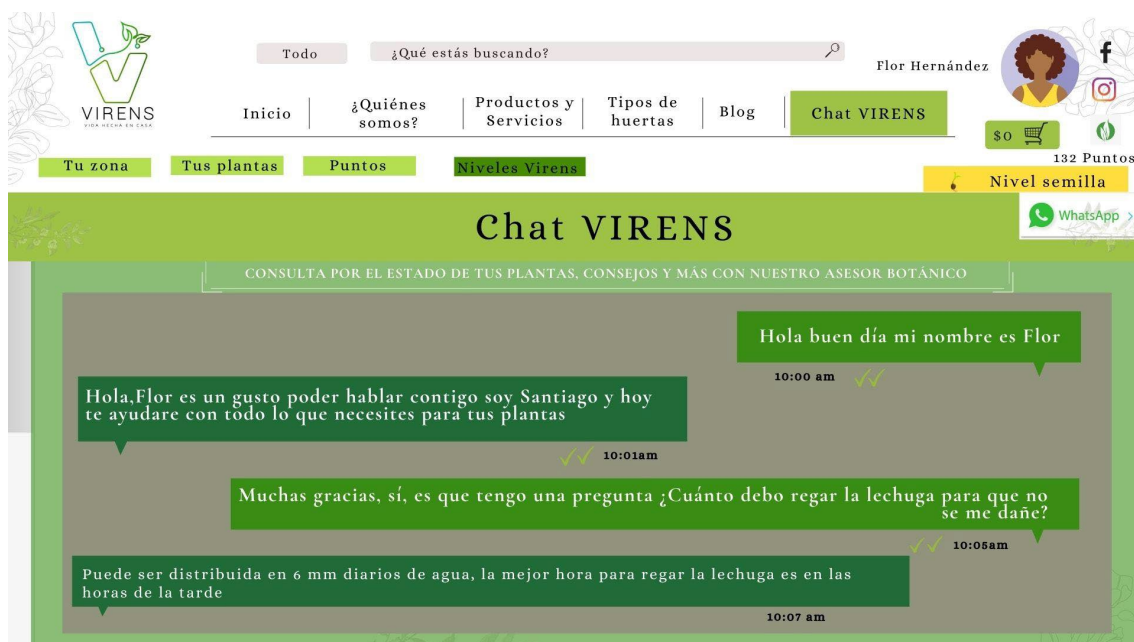 Todo
¿Qué estás buscando?
Flor Hernández
VIRENS
VIDA HECHA EN CASA
Inicio
¿Quiénes
somos?
Productos y
Servicios
Tipos de
huertas
Blog
Chat VIRENS
$0
132 Puntos
Tu zona
Tus plantas
Puntos
Niveles Virens
Nivel semilla
Chat VIRENS
WhatsApp
CONSULTA POR EL ESTADO DE TUS PLANTAS, CONSEJOS Y MÁS CON NUESTRO ASESOR BOTÁNICO
Hola buen día mi nombre es Flor
10:00 am
Hola,Flor es un gusto poder hablar contigo soy Santiago y hoy
te ayudare con todo lo que necesites para tus plantas
10:01am
Muchas gracias, sí, es que tengo una pregunta ¿Cuánto debo regar la lechuga para que no
se me dañe?
10:05am
Puede ser distribuida en 6 mm diarios de agua, la mejor hora para regar la lechuga es en las
horas de la tarde
10:07 am